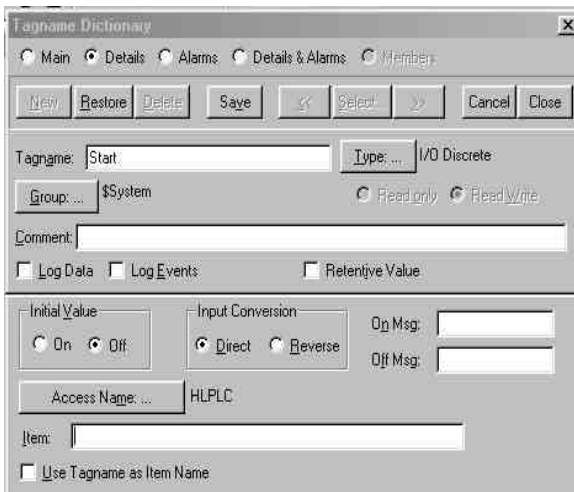 Tagname Dictionary
Main Details Alarms Details & Alarms Members
New Restore Delete Save << Select... >> Cancel Close
Tagname: Start Type: ... I/O Discrete
Group: ... $System Read only Read Write
Comment:
Log Data Log Events Retentive Value
Initial Value Input Conversion On Msg:
On Off Direct Reverse
Off Msg:
Access Name: ... HLPLC
Item:
Use Tagname as Item Name